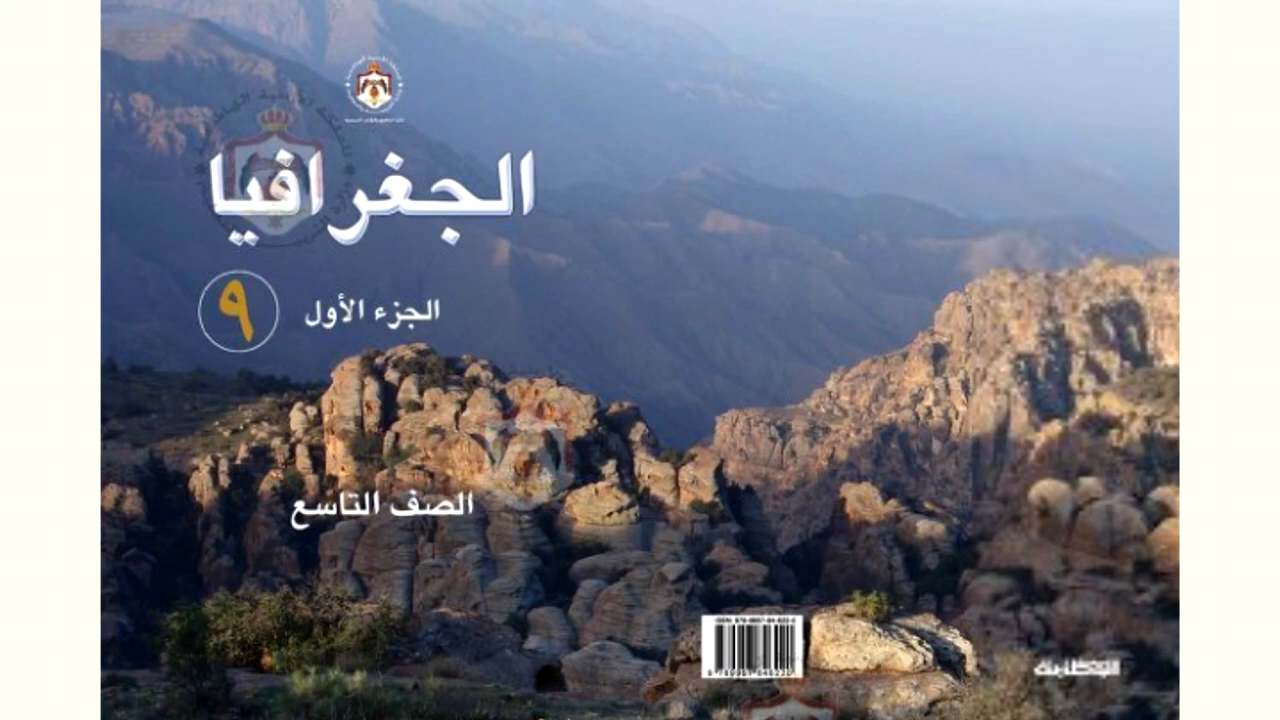 الجغرافيا
الجزء الأول
٩
الصف التاسع